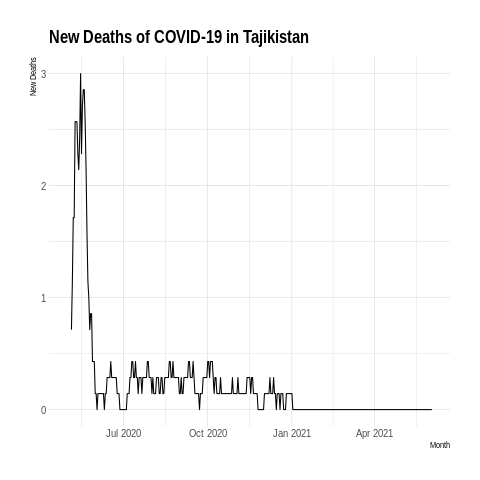 New Deaths of COVID-19 in Tajikistan
New Deaths
3
2
1
0
Jul 2020 Oct 2020 Jan 2021 Apr 2021
Month